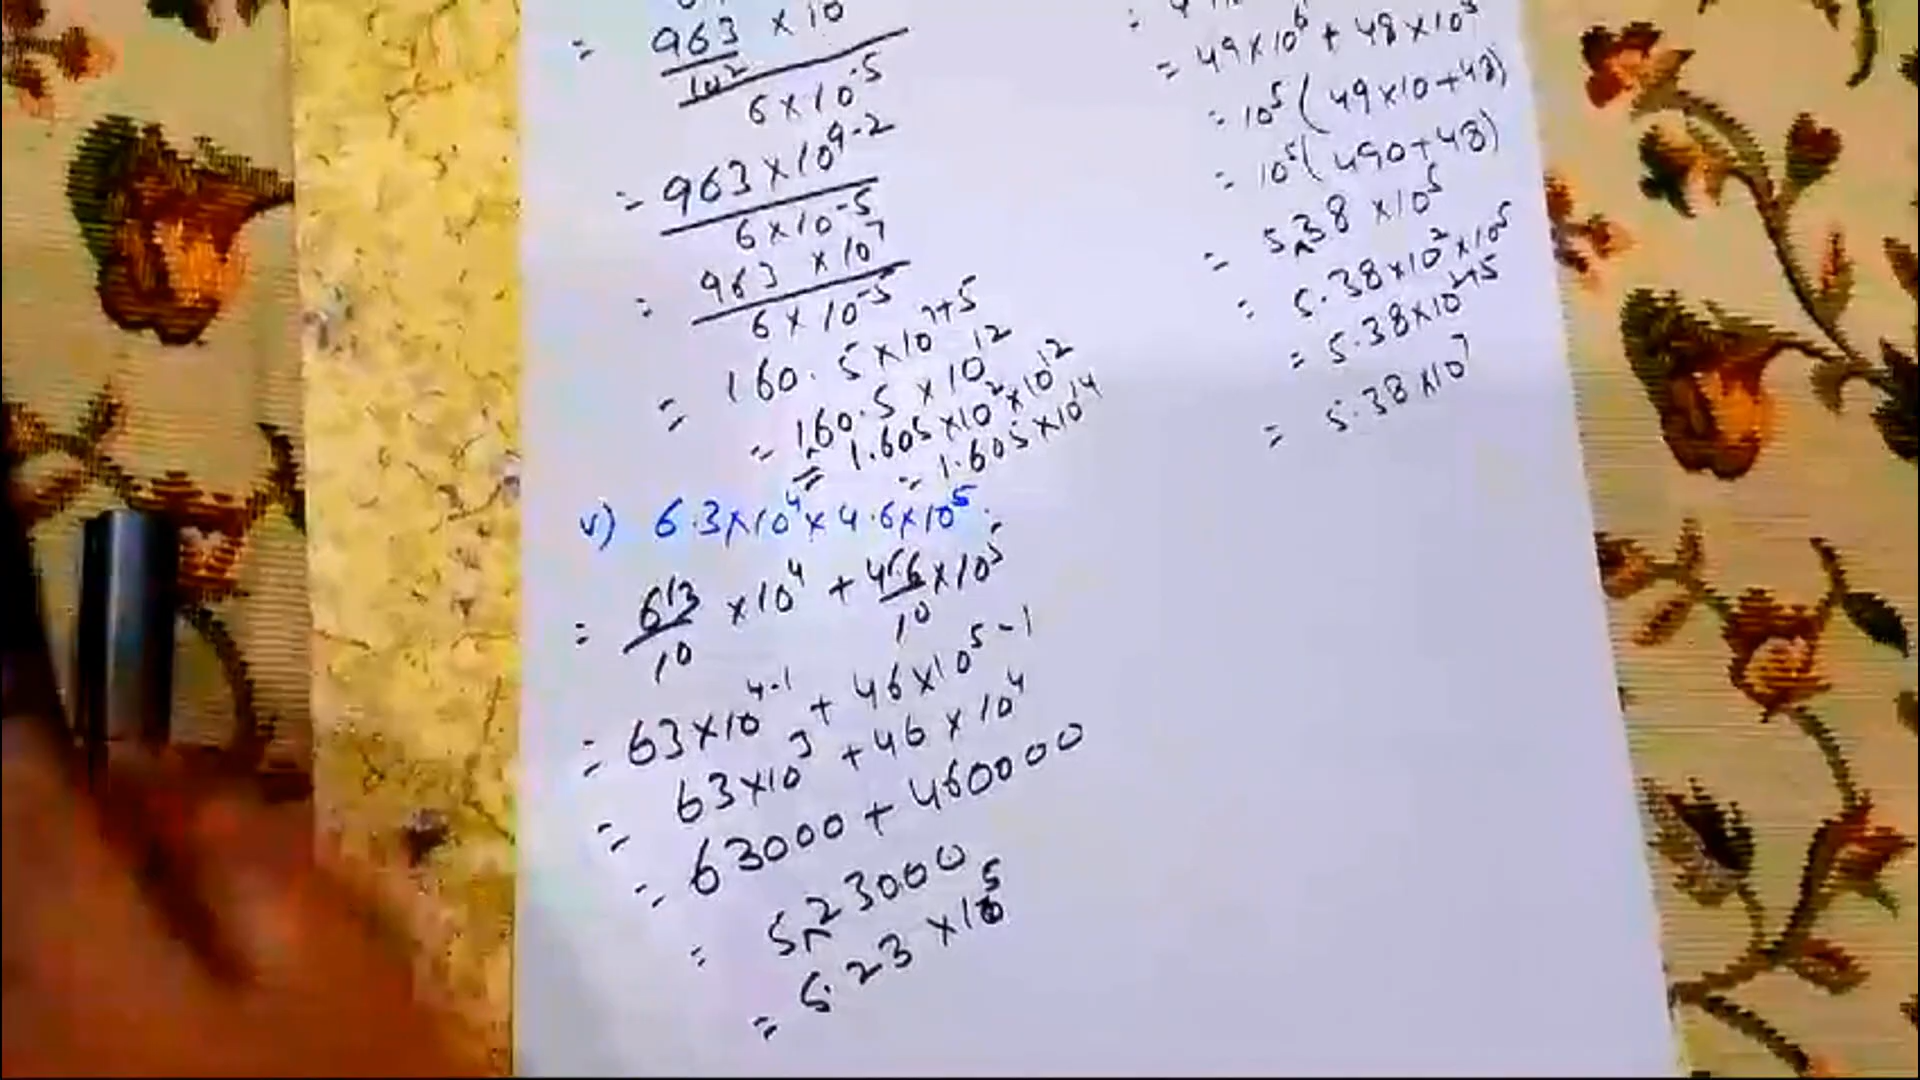 = 963 × 10
10²
6 × 10⁻⁵
= 963 × 10⁹⁻²
6 × 10⁻⁵
= 963 × 10⁷
6 × 10⁻⁵
= 160.5 × 10⁷⁺⁵
= 160.5 × 10¹²
= 1.605 × 10² × 10¹²
= 1.605 × 10¹⁴
v) 6.3 × 10⁴ × 4.6 × 10⁵.
= 6.3/10 × 10⁴ + 4.6/10 × 10⁵
= 63 × 10⁴⁻¹ + 46 × 10⁵⁻¹
= 63 × 10³ + 46 × 10⁴
= 63000 + 460000
= 523000
= 5.23 × 10⁵
= 49 × 10⁶ + 48 × 10⁵
= 10⁵ ( 49 × 10 + 48)
= 10⁵ ( 490 + 48)
= 538 × 10⁵
= 5.38 × 10² × 10⁵
= 5.38 × 10²⁺⁵
= 5.38 × 10⁷